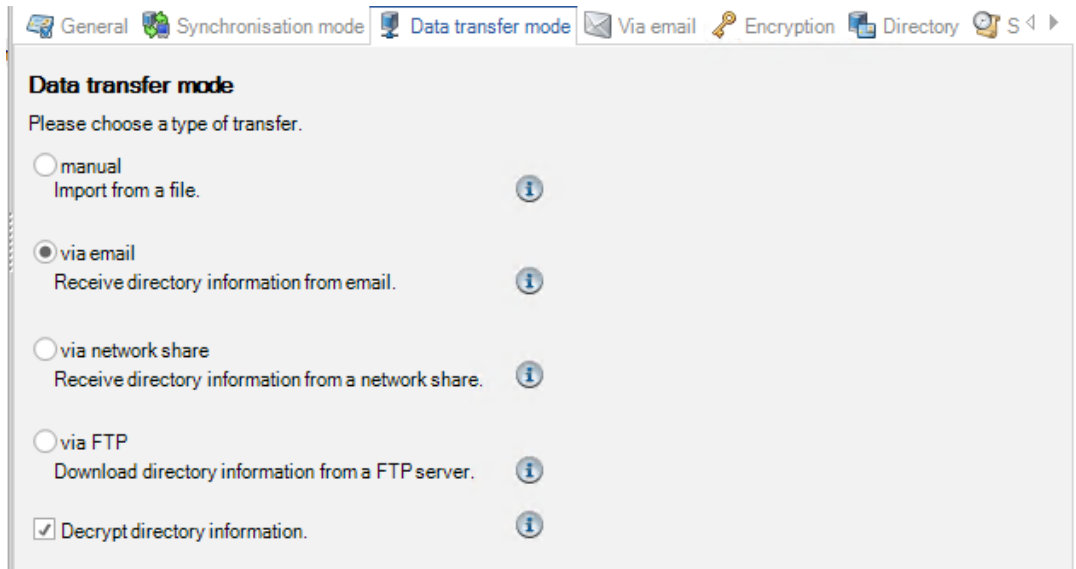 General Synchronisation mode Data transfer mode Via email Encryption Directory S
Data transfer mode
Please choose a type of transfer.
manual
Import from a file.
via email
Receive directory information from email.
via network share
Receive directory information from a network share.
via FTP
Download directory information from a FTP server.
Decrypt directory information.